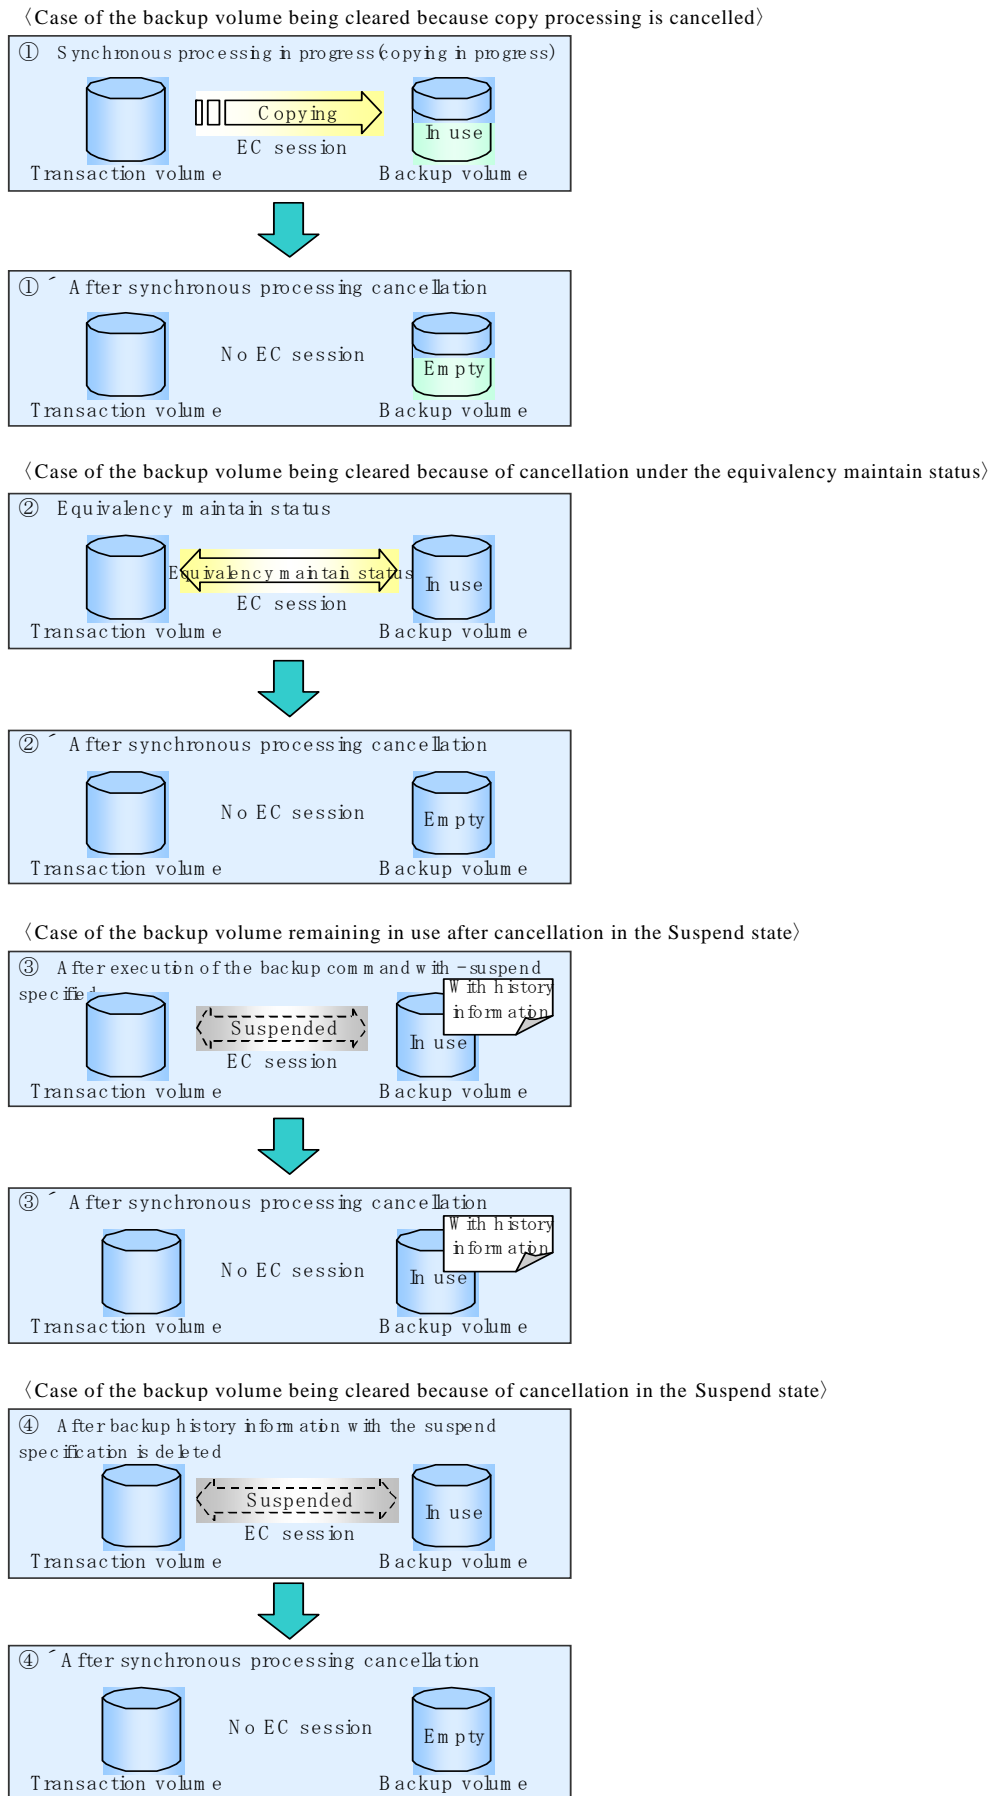 〈Case of the backup volume being cleared because copy processing is cancelled〉
① Synchronous processing in progress (copying in progress)
Copying
In use
EC session
Transaction volume
Backup volume
①´ After synchronous processing cancellation
No EC session
Empty
Transaction volume
Backup volume
〈Case of the backup volume being cleared because of cancellation under the equivalency maintain status〉
② Equivalency maintain status
Equivalency maintain status
In use
EC session
Transaction volume
Backup volume
②´ After synchronous processing cancellation
No EC session
Empty
Transaction volume
Backup volume
〈Case of the backup volume remaining in use after cancellation in the Suspend state〉
③ After execution of the backup command with -suspend
specified
With history
information
Suspended
In use
EC session
Transaction volume
Backup volume
③´ After synchronous processing cancellation
With history
information
No EC session
In use
Transaction volume
Backup volume
〈Case of the backup volume being cleared because of cancellation in the Suspend state〉
④ After backup history information with the suspend
specification is deleted
Suspended
In use
EC session
Transaction volume
Backup volume
④´ After synchronous processing cancellation
No EC session
Empty
Transaction volume
Backup volume